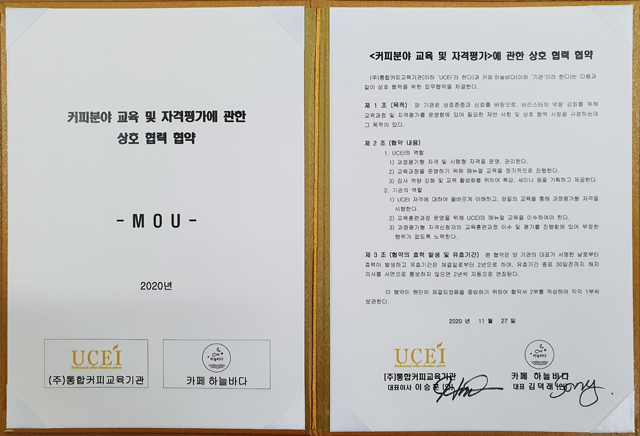 커피분야 교육 및 자격평가에 관한
상호 협력 협약
- M O U -
2020년
UCEI
(주)통합커피교육기관
카페 하늘바다
<커피분야 교육 및 자격평가>에 관한 상호 협력 협약
(주)통합커피교육기관(이하 'UCEI'라 한다)과 카페 하늘바다(이하 '기관'이라 한다)는 다음과
같이 상호 협력을 위한 업무협약을 체결한다.
제 1 조 (목적) 양 기관은 상호존중과 신뢰를 바탕으로, 바리스타의 역량 강화를 위해
교육과정 및 자격평가를 운영함에 있어 필요한 제반 사항 및 상호 협력 사항을 규정하는데
그 목적이 있다.
제 2 조 (협약 내용)
1. UCEI의 역할
1) 과정평가형 자격 및 시험형 자격을 운영, 관리한다.
2) 교육과정을 운영하기 위해 매뉴얼 교육을 정기적으로 진행한다.
3) 강사 역량 강화 및 교육 활성화를 위하여 특강, 세미나 등을 기획하고 제공한다.
2. 기관의 역할
1) UCEI 자격에 대하여 올바르게 이해하고, 양질의 교육을 통해 과정평가형 자격을
시행한다.
2) 교육훈련과정 운영을 위해 UCEI의 매뉴얼 교육을 이수하여야 한다.
3) 과정평가형 자격신청자의 교육훈련과정 이수 및 평가를 진행함에 있어 부정한
행위가 없도록 노력한다.
제 3 조 (협약의 효력 발생 및 유효기간) 본 협약은 양 기관의 대표가 서명한 날로부터
효력이 발생하고 유효기간은 체결일로부터 2년으로 하며, 유효기간 종료 30일전까지 해지
의사를 서면으로 통보하지 않으면 2년씩 자동으로 연장된다.
이 협약이 원만히 체결되었음을 증빙하기 위하여 협약서 2부를 작성하여 각각 1부씩
보관한다.
2020 년 11 월 27 일
UCEI
하늘바다
(주)통합커피교육기관
카페 하늘바다
대표이사 이승훈
대표 김덕래